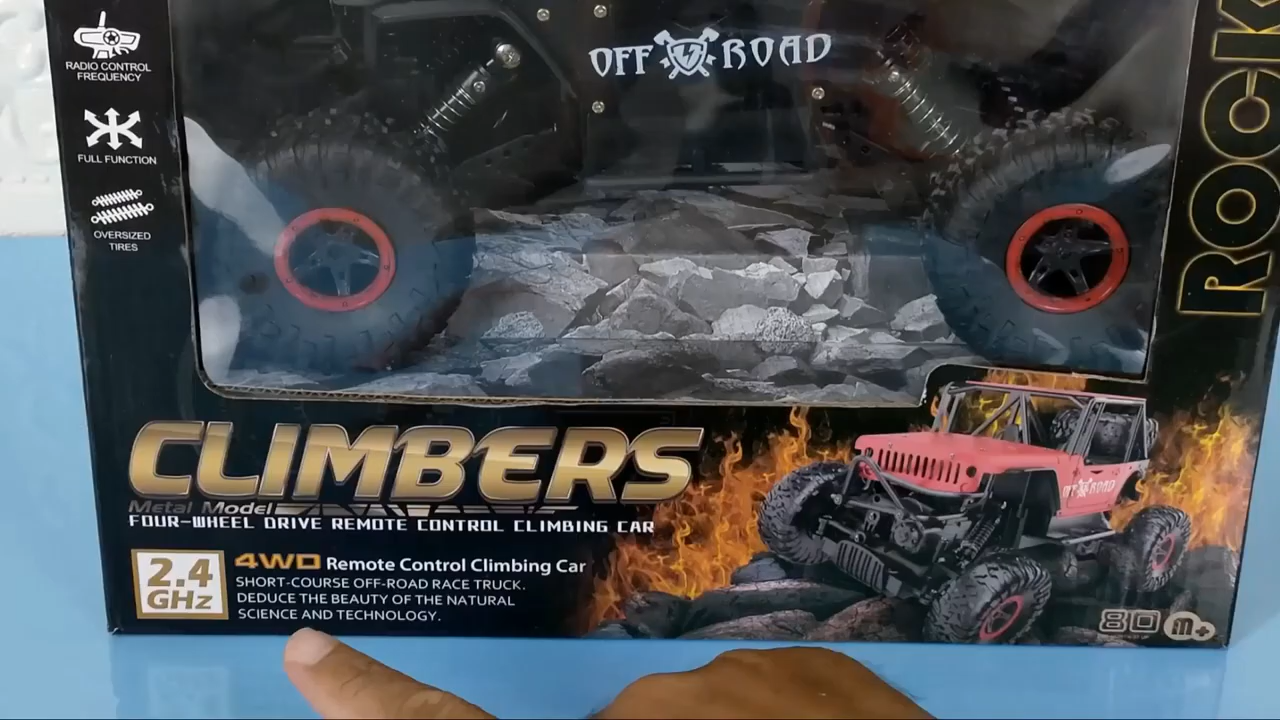 RADIO CONTROL
FREQUENCY
FULL FUNCTION
OVERSIZED
TIRES
OFF ROAD
ROCK
CLIMBERS
Metal Model
FOUR-WHEEL DRIVE REMOTE CONTROL CLIMBING CAR
2.4
GHz
4WD Remote Control Climbing Car
SHORT-COURSE OFF-ROAD RACE TRUCK.
DEDUCE THE BEAUTY OF THE NATURAL
SCIENCE AND TECHNOLOGY.
OFF ROAD
80 m+